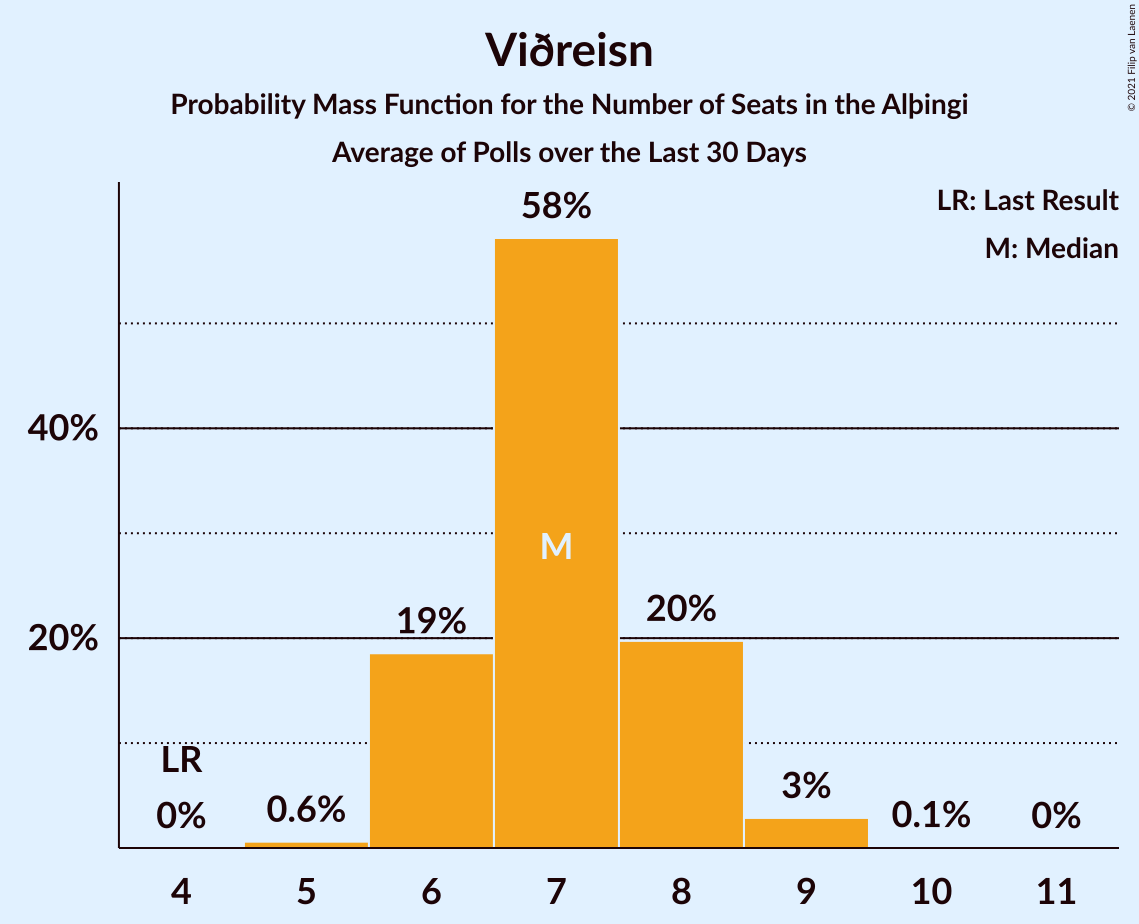 Viðreisn
Probability Mass Function for the Number of Seats in the Alþingi
Average of Polls over the Last 30 Days
© 2021 Filip van Laenen
LR: Last Result
M: Median
58%
40%
M
20%
19%
20%
LR
0%
0.6%
3%
0.1%
0%
4 5 6 7 8 9 10 11